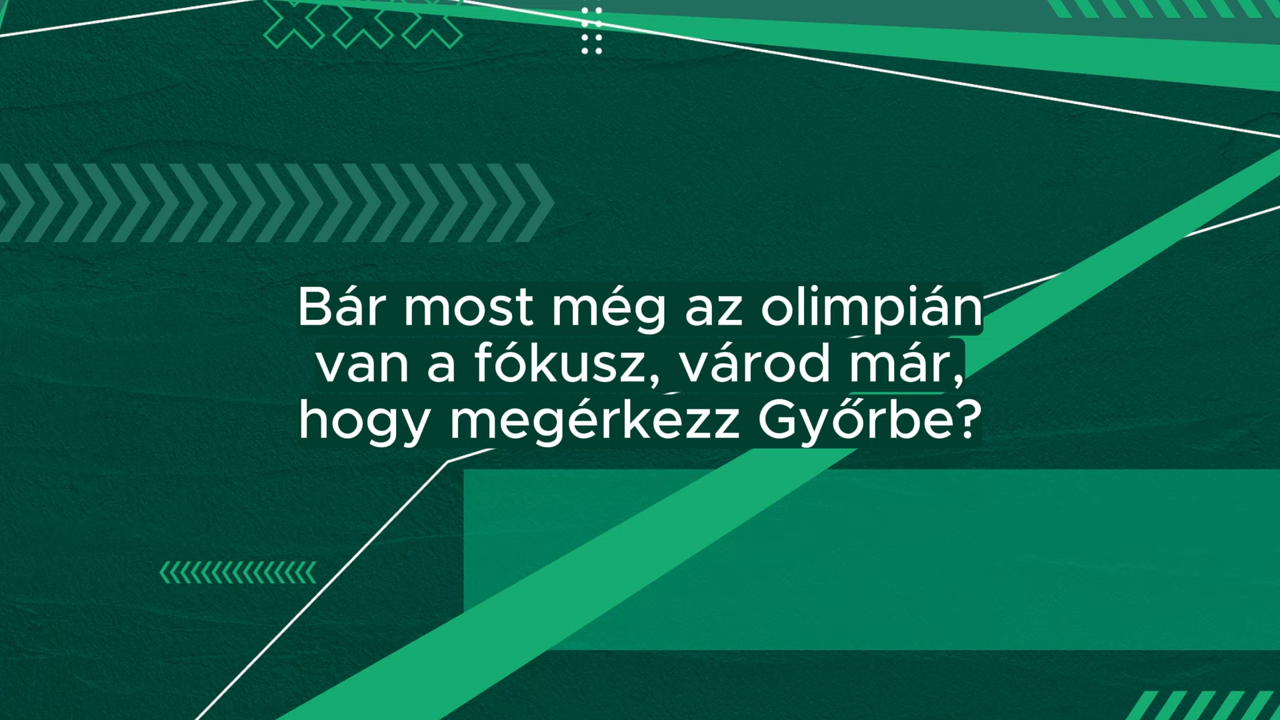 Bár most még az olimpián
van a fókusz, várod már,
hogy megérkezz Győrbe?